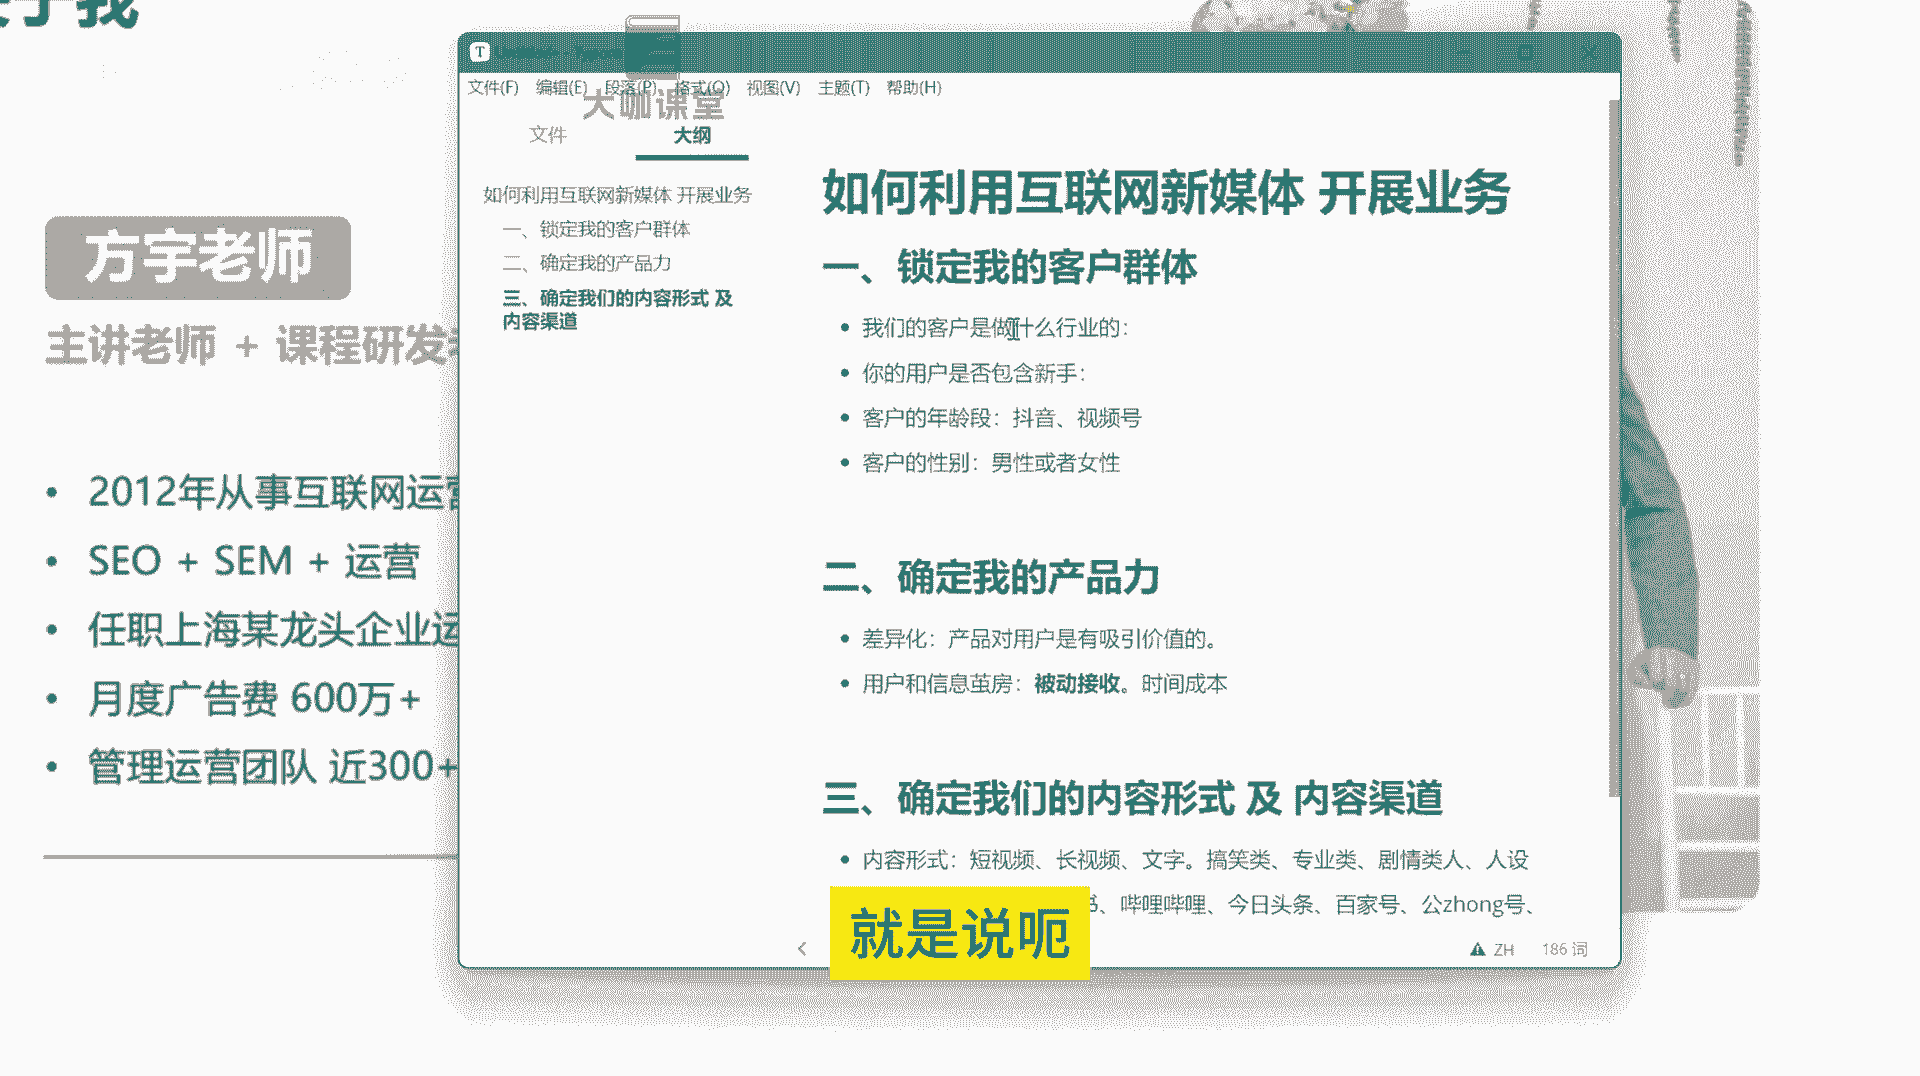 方宇老师
主讲老师 + 课程研发
• 2012年从事互联网运营
• SEO + SEM + 运营
• 任职上海某龙头企业运
• 月度广告费 600万+
• 管理运营团队 近300+
大咖课堂
文件(F) 编辑(E) 段落(P) 格式(O) 视图(V) 主题(T) 帮助(H)
文件 大纲
如何利用互联网新媒体 开展业务
一、锁定我的客户群体
二、确定我的产品力
三、确定我们的内容形式 及
内容渠道
如何利用互联网新媒体 开展业务
一、锁定我的客户群体
• 我们的客户是做什么行业的：
• 你的用户是否包含新手：
• 客户的年龄段：抖音、视频号
• 客户的性别：男性或者女性
二、确定我的产品力
• 差异化：产品对用户是有吸引价值的。
• 用户和信息茧房：被动接收。时间成本
三、确定我们的内容形式 及 内容渠道
• 内容形式：短视频、长视频、文字。搞笑类、专业类、剧情类人、人设
书、哔哩哔哩、今日头条、百家号、公zhong号、
就是说呃
ZH 186 词